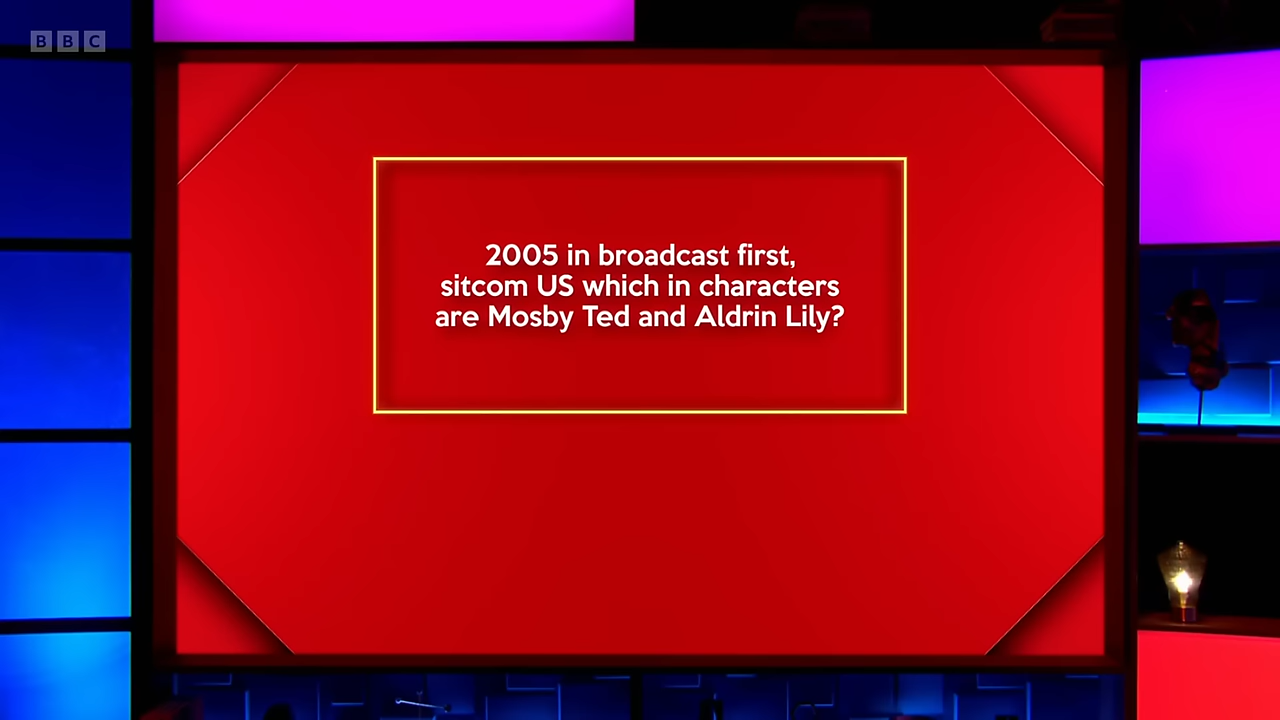 BBC
2005 in broadcast first,
sitcom US which in characters
are Mosby Ted and Aldrin Lily?